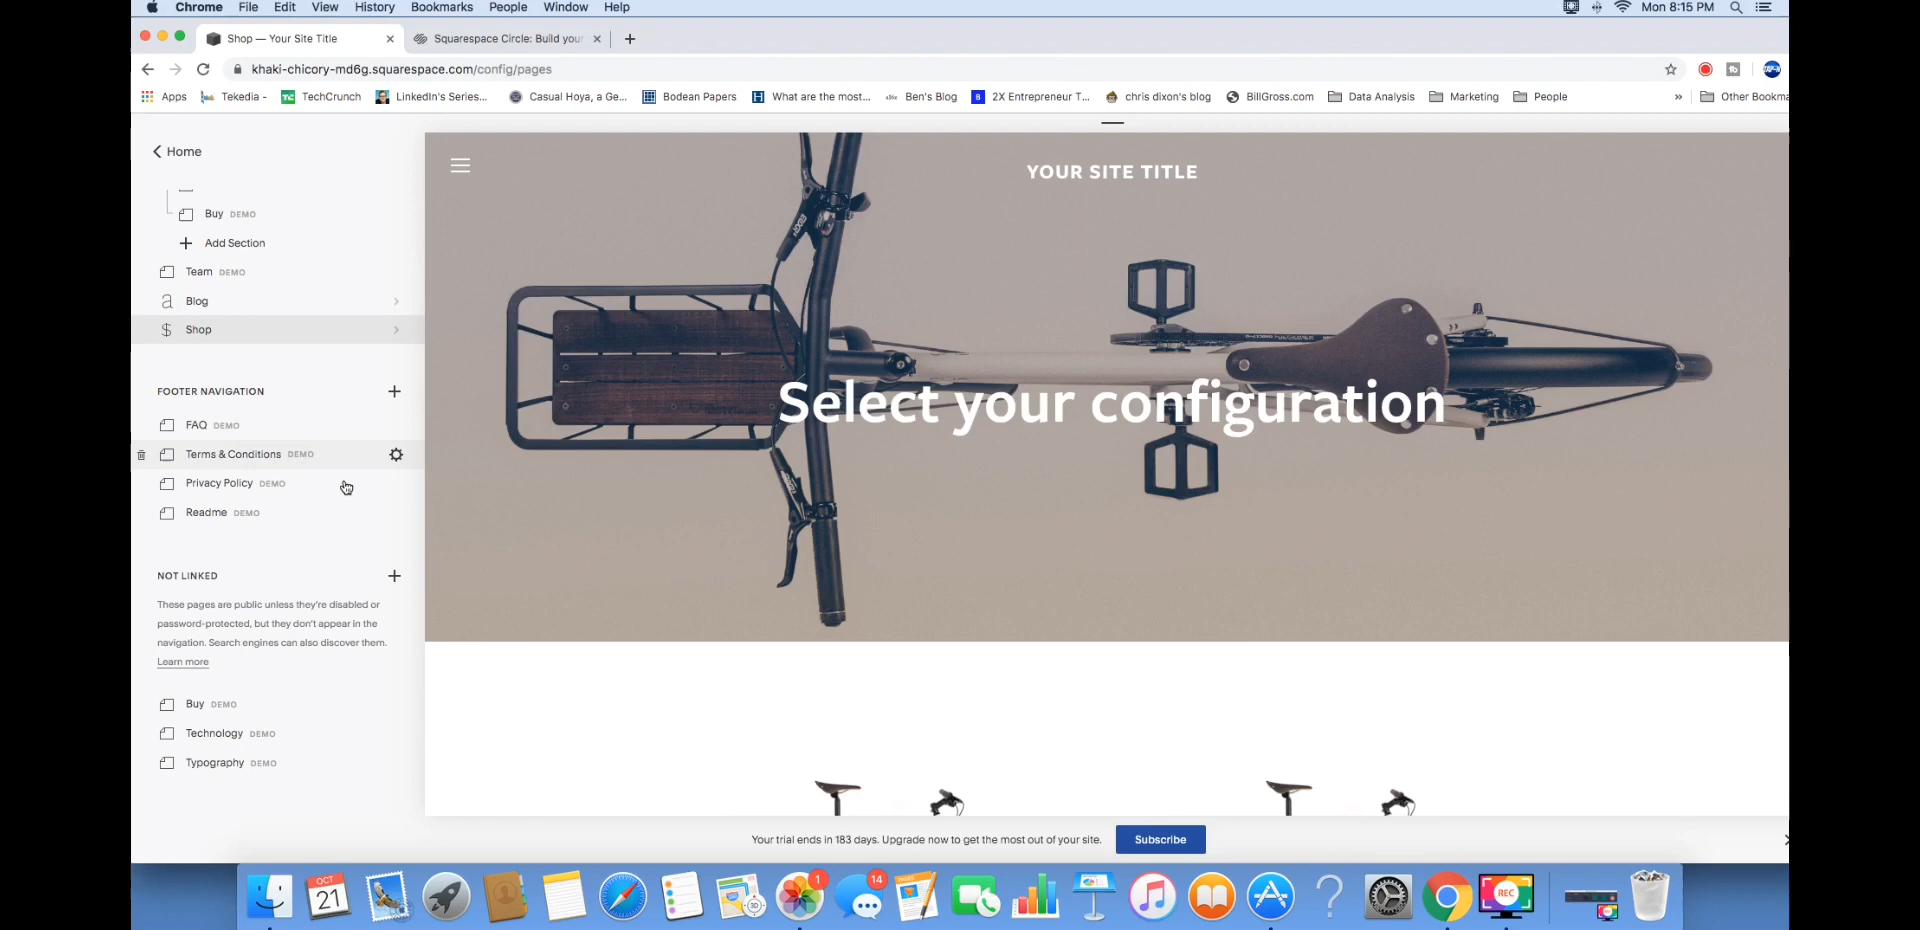 Chrome File Edit View History Bookmarks People Window Help Mon 8:15 PM
Shop — Your Site Title
Squarespace Circle: Build your
khaki-chicory-md6g.squarespace.com/config/pages
Apps Tekedia - TechCrunch LinkedIn's Series... Casual Hoya, a Ge... Bodean Papers What are the most... Ben's Blog 2X Entrepreneur T... chris dixon's blog BillGross.com Data Analysis Marketing People » Other Bookma
Home
Buy DEMO
Add Section
Team DEMO
Blog
Shop
FOOTER NAVIGATION
FAQ DEMO
Terms & Conditions DEMO
Privacy Policy DEMO
Readme DEMO
NOT LINKED
These pages are public unless they're disabled or
password-protected, but they don't appear in the
navigation. Search engines can also discover them.
Learn more
Buy DEMO
Technology DEMO
Typography DEMO
YOUR SITE TITLE
Select your configuration
Your trial ends in 183 days. Upgrade now to get the most out of your site.
Subscribe
OCT
21
3D
1
14
PAGES
REC